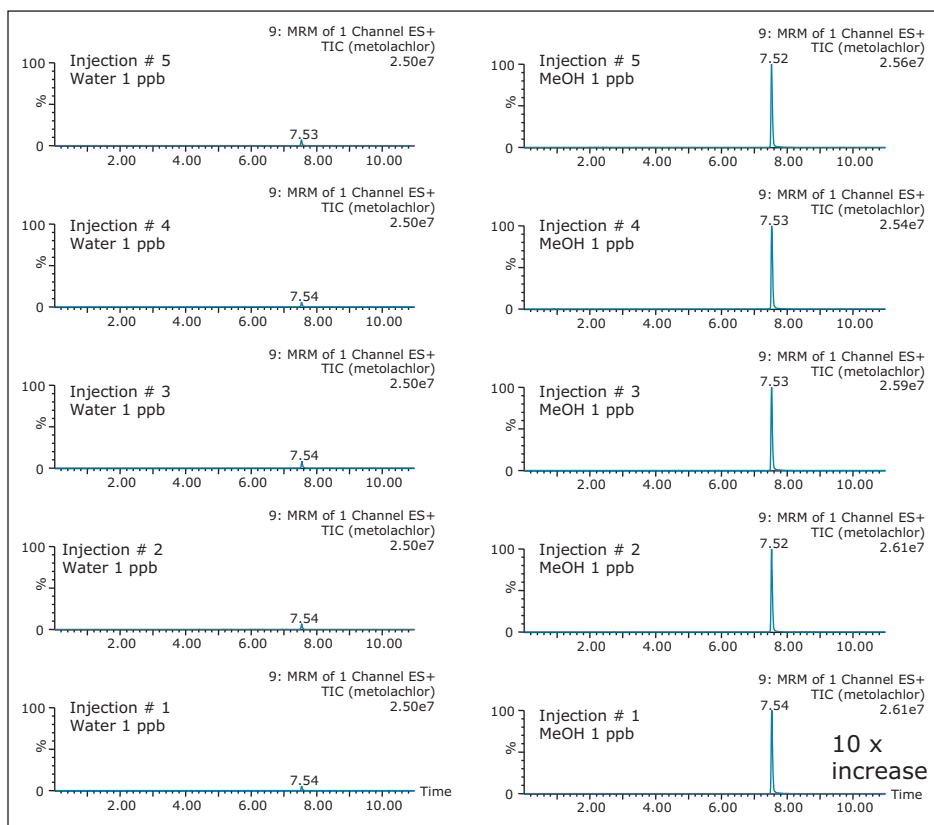 9: MRM of 1 Channel ES+
TIC (metolachlor)
2.50e7
Injection # 5
Water 1 ppb
100
%
0
7.53
2.00 4.00 6.00 8.00 10.00
9: MRM of 1 Channel ES+
TIC (metolachlor)
2.56e7
Injection # 5
MeOH 1 ppb
100
%
0
7.52
2.00 4.00 6.00 8.00 10.00
9: MRM of 1 Channel ES+
TIC (metolachlor)
2.50e7
Injection # 4
Water 1 ppb
100
%
0
7.54
2.00 4.00 6.00 8.00 10.00
9: MRM of 1 Channel ES+
TIC (metolachlor)
2.54e7
Injection # 4
MeOH 1 ppb
100
%
0
7.53
2.00 4.00 6.00 8.00 10.00
9: MRM of 1 Channel ES+
TIC (metolachlor)
2.50e7
Injection # 3
Water 1 ppb
100
%
0
7.54
2.00 4.00 6.00 8.00 10.00
9: MRM of 1 Channel ES+
TIC (metolachlor)
2.59e7
Injection # 3
MeOH 1 ppb
100
%
0
7.53
2.00 4.00 6.00 8.00 10.00
9: MRM of 1 Channel ES+
TIC (metolachlor)
2.50e7
Injection # 2
Water 1 ppb
100
%
0
7.54
2.00 4.00 6.00 8.00 10.00
9: MRM of 1 Channel ES+
TIC (metolachlor)
2.61e7
Injection # 2
MeOH 1 ppb
100
%
0
7.52
2.00 4.00 6.00 8.00 10.00
9: MRM of 1 Channel ES+
TIC (metolachlor)
2.50e7
Injection # 1
Water 1 ppb
100
%
0
7.54
Time
2.00 4.00 6.00 8.00 10.00
9: MRM of 1 Channel ES+
TIC (metolachlor)
2.61e7
Injection # 1
MeOH 1 ppb
100
%
0
7.54
10 x
increase
Time
2.00 4.00 6.00 8.00 10.00